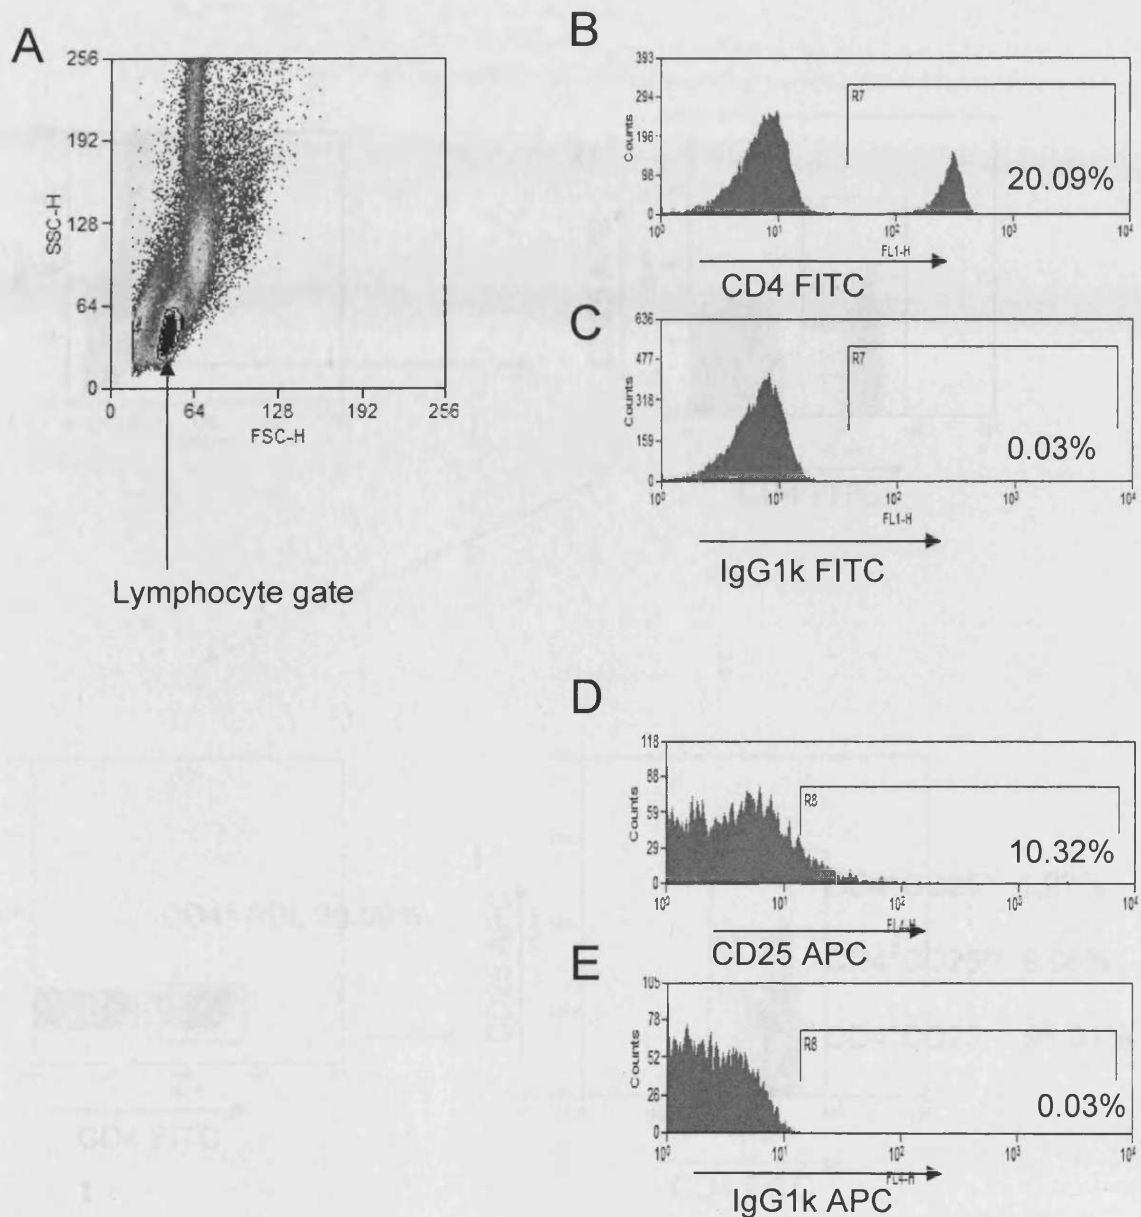 A
256
192
128
64
0
SSC-H
0
64
128
192
256
FSC-H
Lymphocyte gate
B
393
294
196
98
0
Counts
R7
20.09%
10⁰
10¹
10²
10³
10⁴
FL1-H
CD4 FITC
C
636
477
318
159
0
Counts
R7
0.03%
10⁰
10¹
10²
10³
10⁴
FL1-H
IgG1k FITC
D
118
88
59
29
0
Counts
R8
10.32%
10⁰
10¹
10²
10³
10⁴
FL4-H
CD25 APC
E
105
78
52
26
0
Counts
R8
0.03%
10⁰
10¹
10²
10³
10⁴
FL4-H
IgG1k APC
CD4 FITC